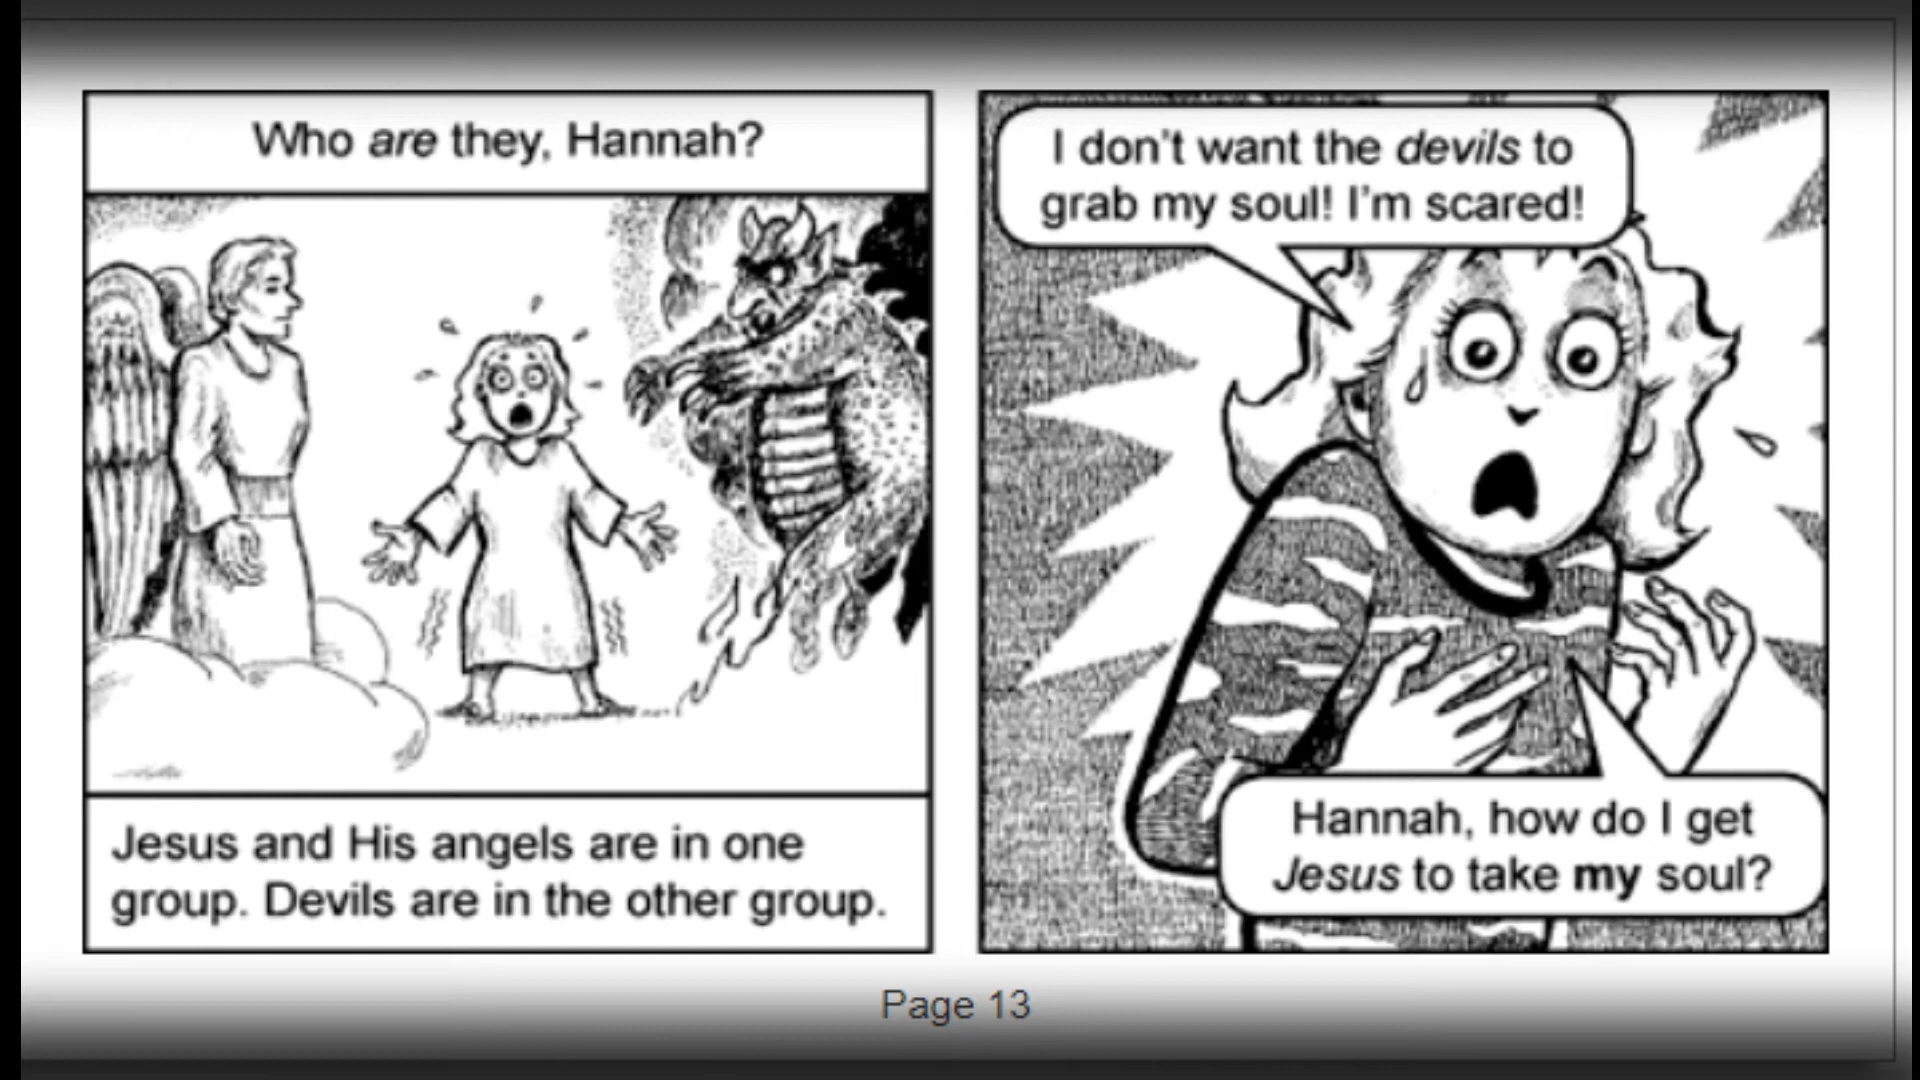 Who are they, Hannah?
Jesus and His angels are in one
group. Devils are in the other group.
I don't want the devils to
grab my soul! I'm scared!
Hannah, how do I get
Jesus to take my soul?
Page 13